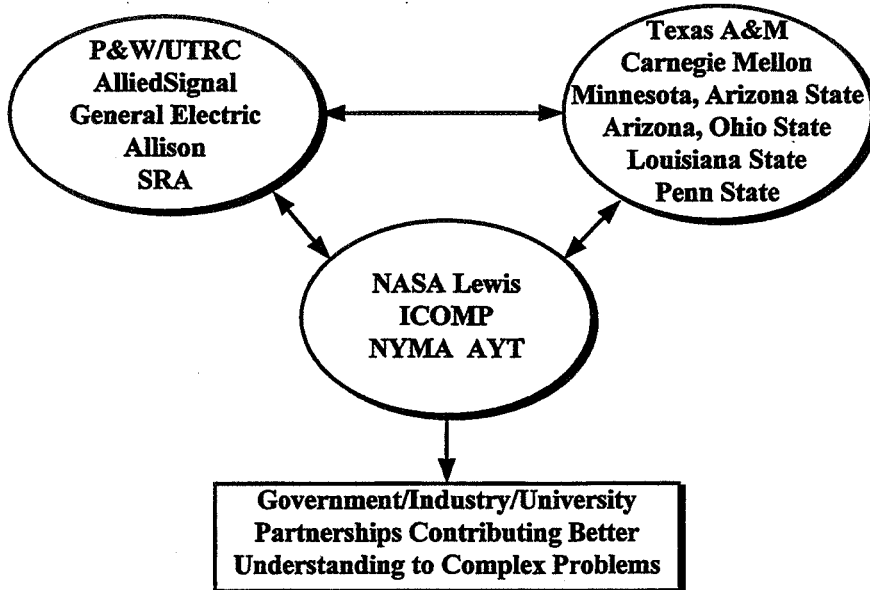 P&W/UTRC
AlliedSignal
General Electric
Allison
SRA
Texas A&M
Carnegie Mellon
Minnesota, Arizona State
Arizona, Ohio State
Louisiana State
Penn State
NASA Lewis
ICOMP
NYMA AYT
Government/Industry/University
Partnerships Contributing Better
Understanding to Complex Problems